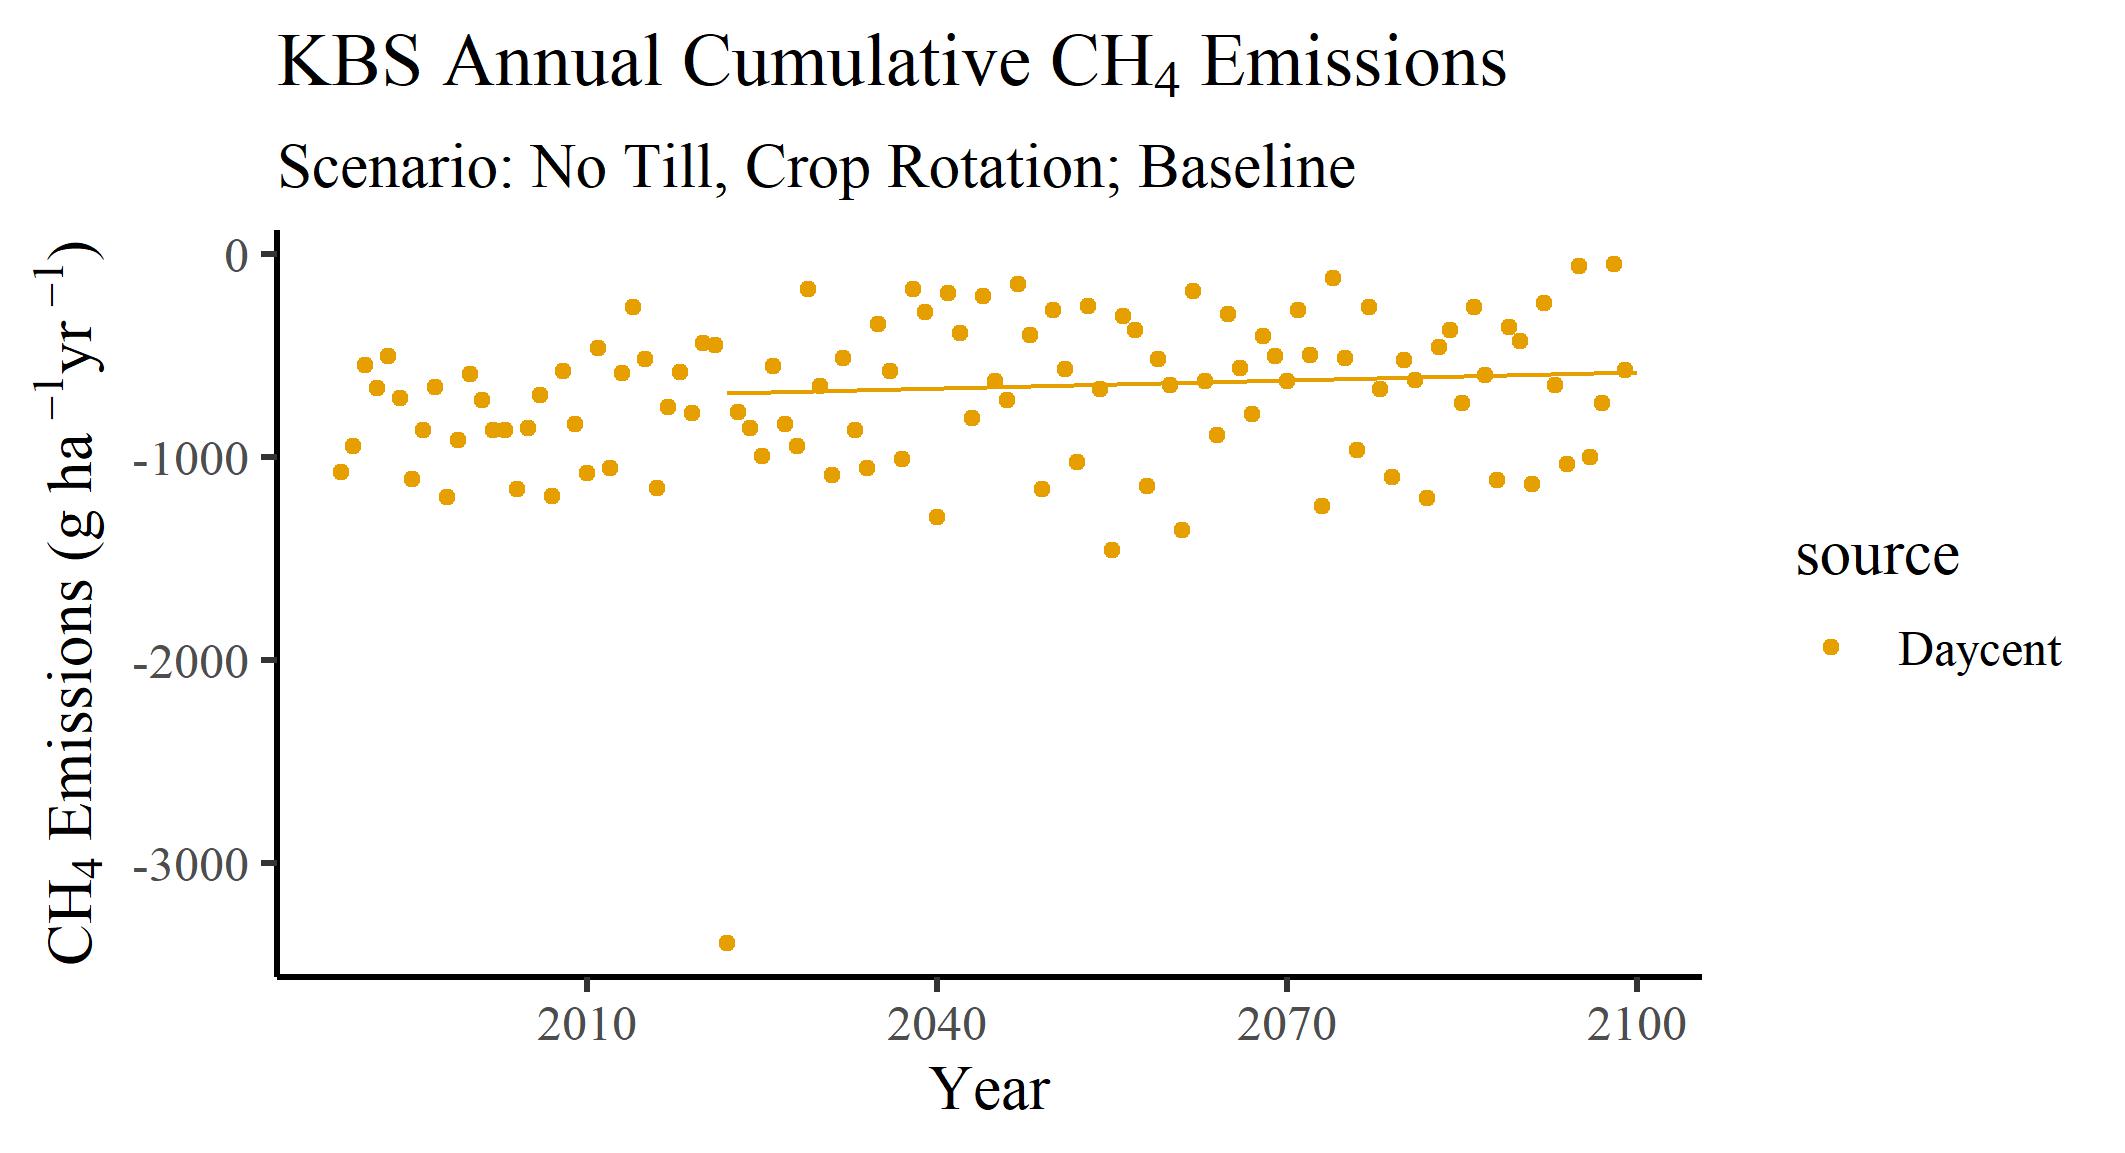 KBS Annual Cumulative CH₄ Emissions
Scenario: No Till, Crop Rotation; Baseline
CH₄ Emissions (g ha ⁻¹yr ⁻¹)
0
-1000
-2000
-3000
2010 2040 2070 2100
Year
source
Daycent